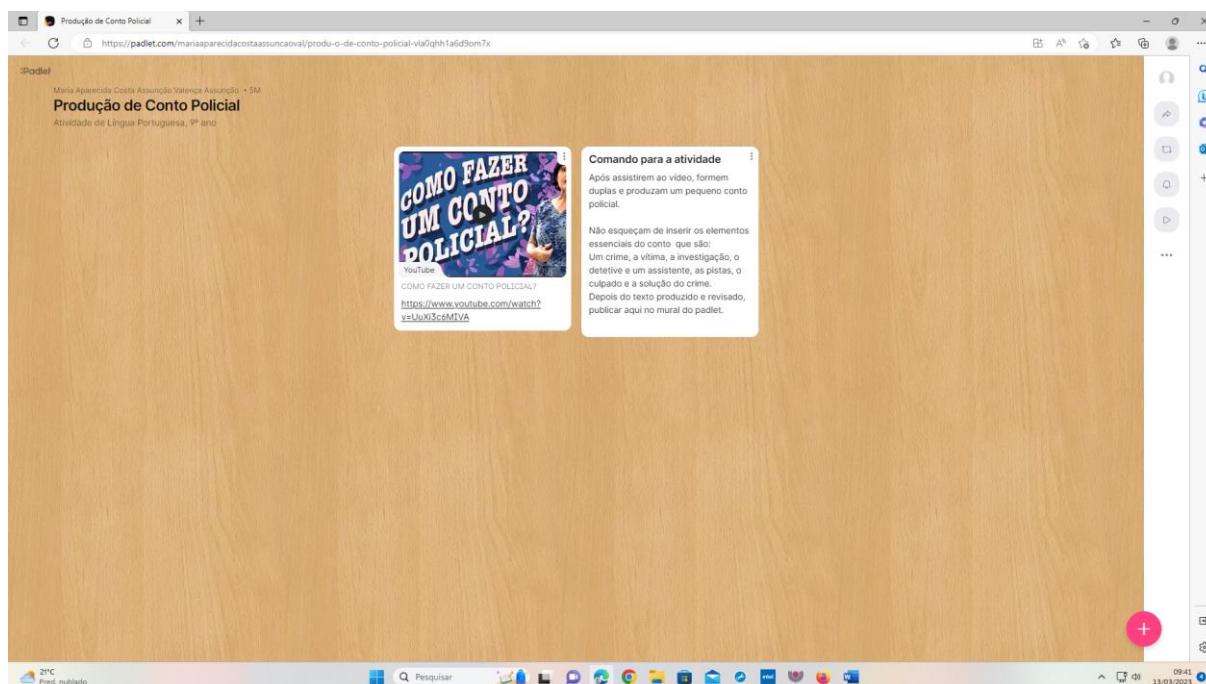 Produção de Conto Policial
https://padlet.com/mariaaparecidacostaassuncaoval/produ-o-de-conto-policial-vla0qhh1a6d9om7x
:Padlet
Maria Aparecida Costa Assunção Valença Assunção • 5M
Produção de Conto Policial
Atividade de Língua Portuguesa, 9º ano
COMO FAZER
UM CONTO
POLICIAL?
YouTube
COMO FAZER UM CONTO POLICIAL?
https://www.youtube.com/watch?
v=UuXi3c6MIVA
Comando para a atividade
Após assistirem ao vídeo, formem
duplas e produzam um pequeno conto
policial.
Não esqueçam de inserir os elementos
essenciais do conto que são:
Um crime, a vítima, a investigação, o
detetive e um assistente, as pistas, o
culpado e a solução do crime.
Depois do texto produzido e revisado,
publicar aqui no mural do padlet.
21°C
Pred. nublado
Pesquisar
intel
09:41
13/03/2023